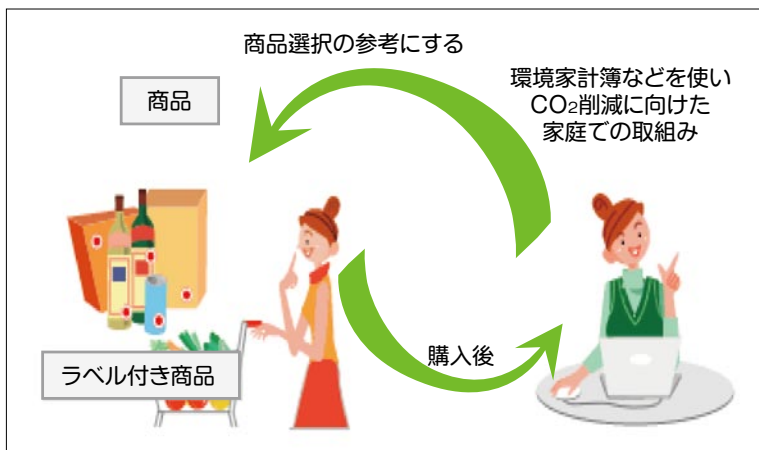 商品選択の参考にする
商品
環境家計簿などを使い
CO₂削減に向けた
家庭での取組み
購入後
ラベル付き商品